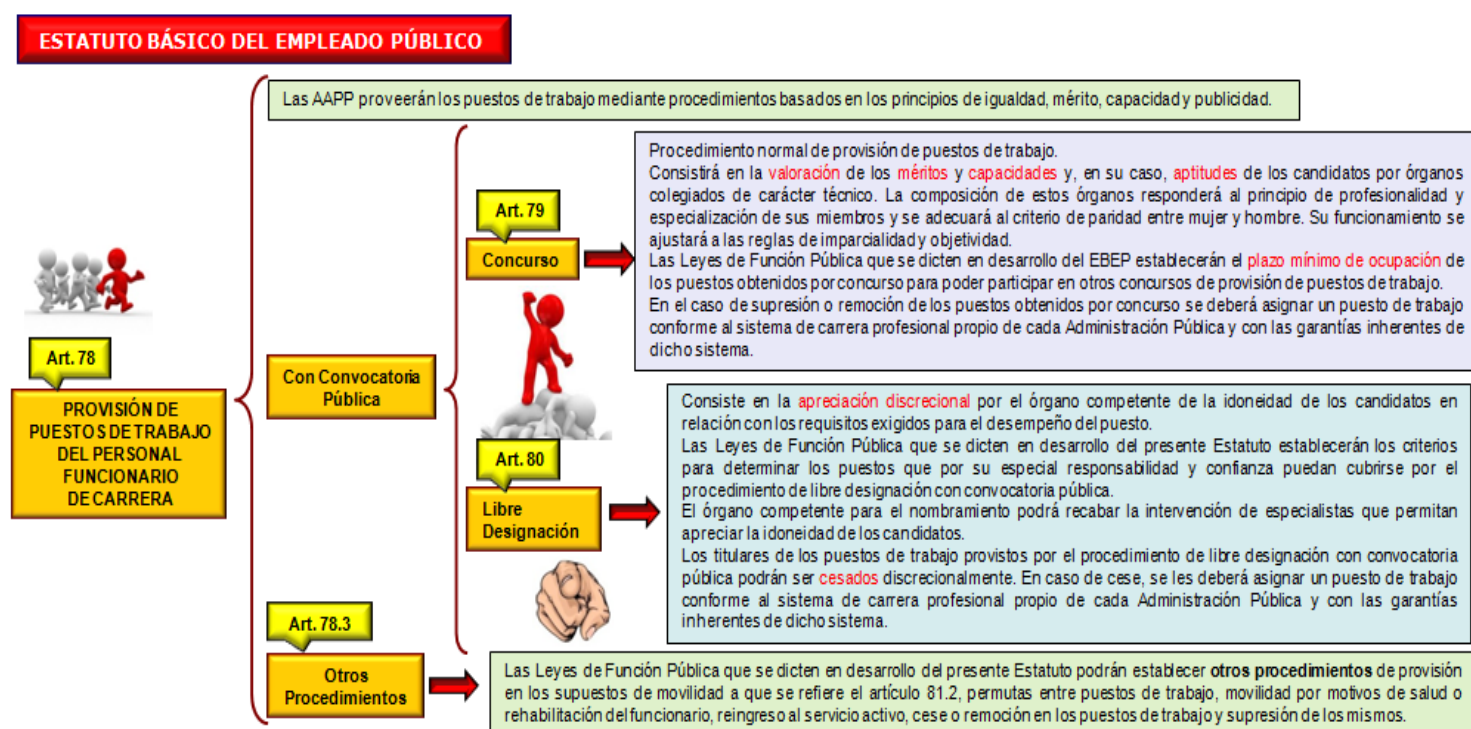 ESTATUTO BÁSICO DEL EMPLEADO PÚBLICO
Las AAPP proveerán los puestos de trabajo mediante procedimientos basados en los principios de igualdad, mérito, capacidad y publicidad.
Art. 78
PROVISIÓN DE
PUESTOS DE TRABAJO
DEL PERSONAL
FUNCIONARIO
DE CARRERA
Con Convocatoria
Pública
Art. 79
Concurso
Procedimiento normal de provisión de puestos de trabajo.
Consistirá en la valoración de los méritos y capacidades y, en su caso, aptitudes de los candidatos por órganos
colegiados de carácter técnico. La composición de estos órganos responderá al principio de profesionalidad y
especialización de sus miembros y se adecuará al criterio de paridad entre mujer y hombre. Su funcionamiento se
ajustará a las reglas de imparcialidad y objetividad.
Las Leyes de Función Pública que se dicten en desarrollo del EBEP establecerán el plazo mínimo de ocupación de
los puestos obtenidos por concurso para poder participar en otros concursos de provisión de puestos de trabajo.
En el caso de supresión o remoción de los puestos obtenidos por concurso se deberá asignar un puesto de trabajo
conforme al sistema de carrera profesional propio de cada Administración Pública y con las garantías inherentes de
dicho sistema.
Art. 80
Libre
Designación
Consiste en la apreciación discrecional por el órgano competente de la idoneidad de los candidatos en
relación con los requisitos exigidos para el desempeño del puesto.
Las Leyes de Función Pública que se dicten en desarrollo del presente Estatuto establecerán los criterios
para determinar los puestos que por su especial responsabilidad y confianza puedan cubrirse por el
procedimiento de libre designación con convocatoria pública.
El órgano competente para el nombramiento podrá recabar la intervención de especialistas que permitan
apreciar la idoneidad de los candidatos.
Los titulares de los puestos de trabajo provistos por el procedimiento de libre designación con convocatoria
pública podrán ser cesados discrecionalmente. En caso de cese, se les deberá asignar un puesto de trabajo
conforme al sistema de carrera profesional propio de cada Administración Pública y con las garantías
inherentes de dicho sistema.
Art. 78.3
Otros
Procedimientos
Las Leyes de Función Pública que se dicten en desarrollo del presente Estatuto podrán establecer otros procedimientos de provisión
en los supuestos de movilidad a que se refiere el artículo 81.2, permutas entre puestos de trabajo, movilidad por motivos de salud o
rehabilitación del funcionario, reingreso al servicio activo, cese o remoción en los puestos de trabajo y supresión de los mismos.